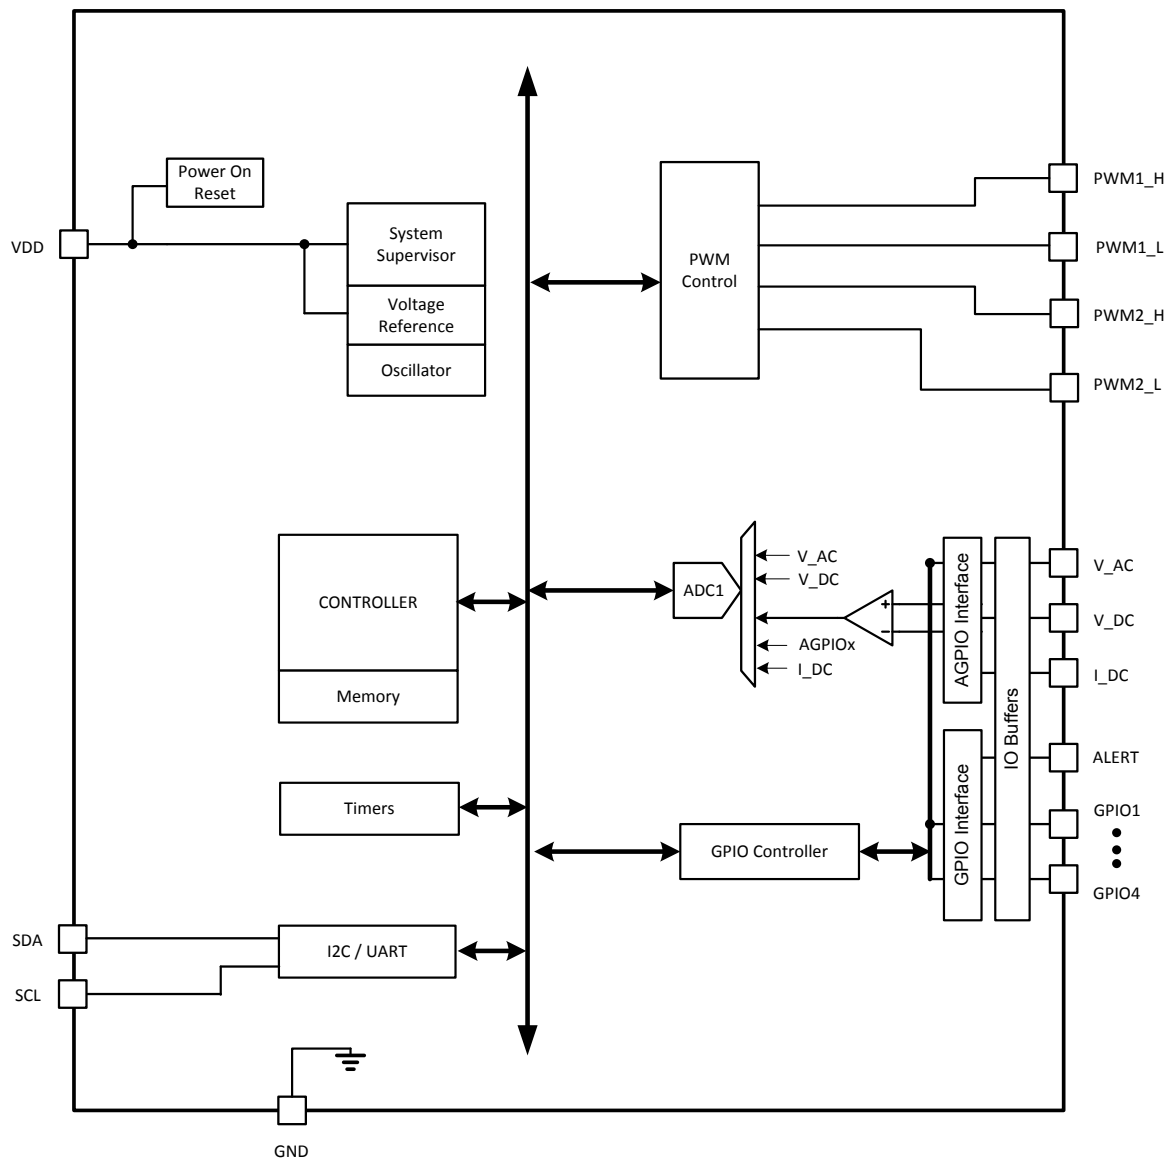 Power On
Reset
VDD
System
Supervisor
Voltage
Reference
Oscillator
PWM
Control
PWM1_H
PWM1_L
PWM2_H
PWM2_L
CONTROLLER
Memory
ADC1
V_AC
V_DC
AGPIOx
I_DC
+
−
AGPIO Interface
IO Buffers
V_AC
V_DC
I_DC
ALERT
GPIO1
GPIO4
Timers
GPIO Controller
GPIO Interface
SDA
SCL
I2C / UART
GND